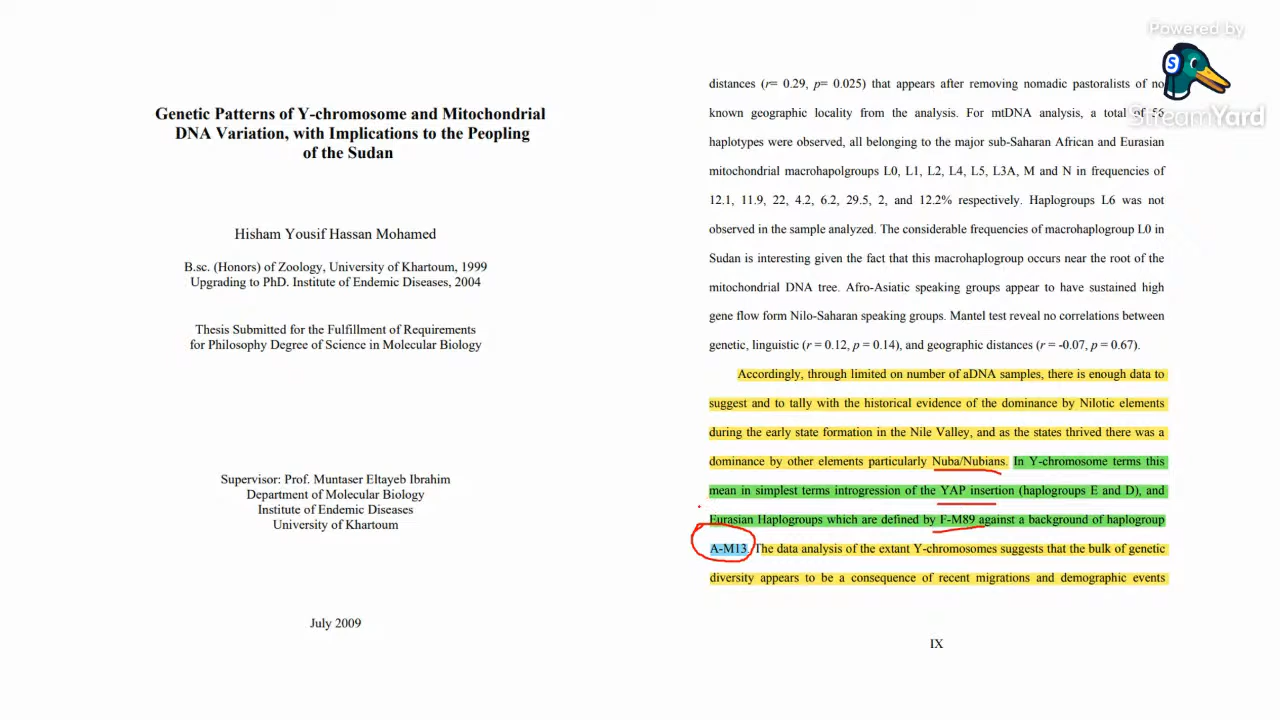 Genetic Patterns of Y-chromosome and Mitochondrial
DNA Variation, with Implications to the Peopling
of the Sudan
Hisham Yousif Hassan Mohamed
B.sc. (Honors) of Zoology, University of Khartoum, 1999
Upgrading to PhD. Institute of Endemic Diseases, 2004
Thesis Submitted for the Fulfillment of Requirements
for Philosophy Degree of Science in Molecular Biology
Supervisor: Prof. Muntaser Eltayeb Ibrahim
Department of Molecular Biology
Institute of Endemic Diseases
University of Khartoum
July 2009
distances (r= 0.29, p= 0.025) that appears after removing nomadic pastoralists of no
known geographic locality from the analysis. For mtDNA analysis, a total of 56
haplotypes were observed, all belonging to the major sub-Saharan African and Eurasian
mitochondrial macrohapolgroups L0, L1, L2, L4, L5, L3A, M and N in frequencies of
12.1, 11.9, 22, 4.2, 6.2, 29.5, 2, and 12.2% respectively. Haplogroups L6 was not
observed in the sample analyzed. The considerable frequencies of macrohaplogroup L0 in
Sudan is interesting given the fact that this macrohaplogroup occurs near the root of the
mitochondrial DNA tree. Afro-Asiatic speaking groups appear to have sustained high
gene flow form Nilo-Saharan speaking groups. Mantel test reveal no correlations between
genetic, linguistic (r = 0.12, p = 0.14), and geographic distances (r = -0.07, p = 0.67).
Accordingly, through limited on number of aDNA samples, there is enough data to
suggest and to tally with the historical evidence of the dominance by Nilotic elements
during the early state formation in the Nile Valley, and as the states thrived there was a
dominance by other elements particularly Nuba/Nubians. In Y-chromosome terms this
mean in simplest terms introgression of the YAP insertion (haplogroups E and D), and
Eurasian Haplogroups which are defined by F-M89 against a background of haplogroup
A-M13. The data analysis of the extant Y-chromosomes suggests that the bulk of genetic
diversity appears to be a consequence of recent migrations and demographic events
IX
Powered by
S
StreamYard